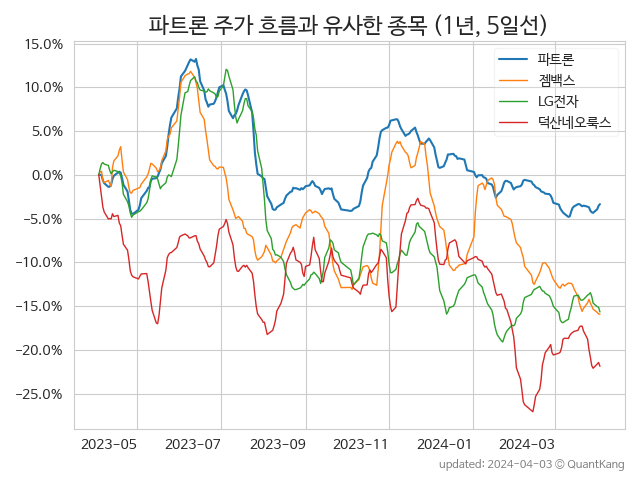 파트론 주가 흐름과 유사한 종목 (1년, 5일선)
15.0%
10.0%
5.0%
0.0%
−5.0%
−10.0%
−15.0%
−20.0%
−25.0%
파트론
젬백스
LG전자
덕산네오룩스
2023-05
2023-07
2023-09
2023-11
2024-01
2024-03
updated: 2024-04-03 © QuantKang